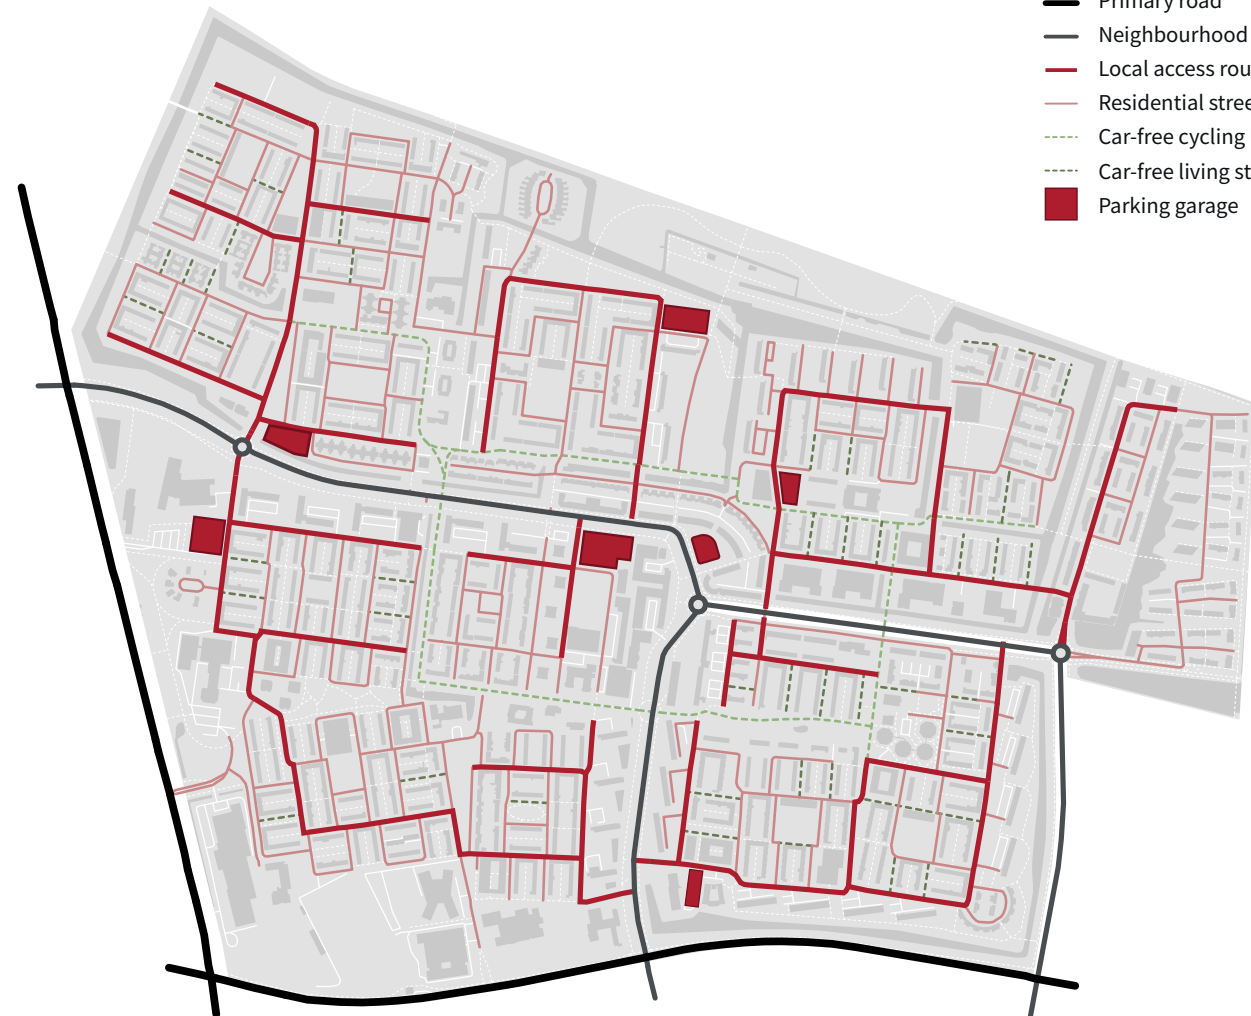 Primary road
Neighbourhood
Local access rou
Residential stree
Car-free cycling
Car-free living st
Parking garage